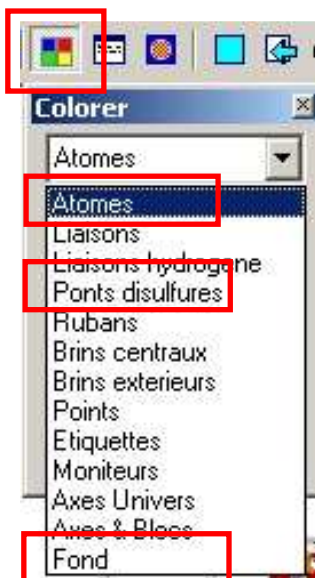 Colorer
Atomes
Atomes
Liaisons
Liaisons hydrogene
Ponts disulfures
Rubans
Brins centraux
Brins exterieurs
Points
Etiquettes
Moniteurs
Axes Univers
Axes & Blocs
Fond